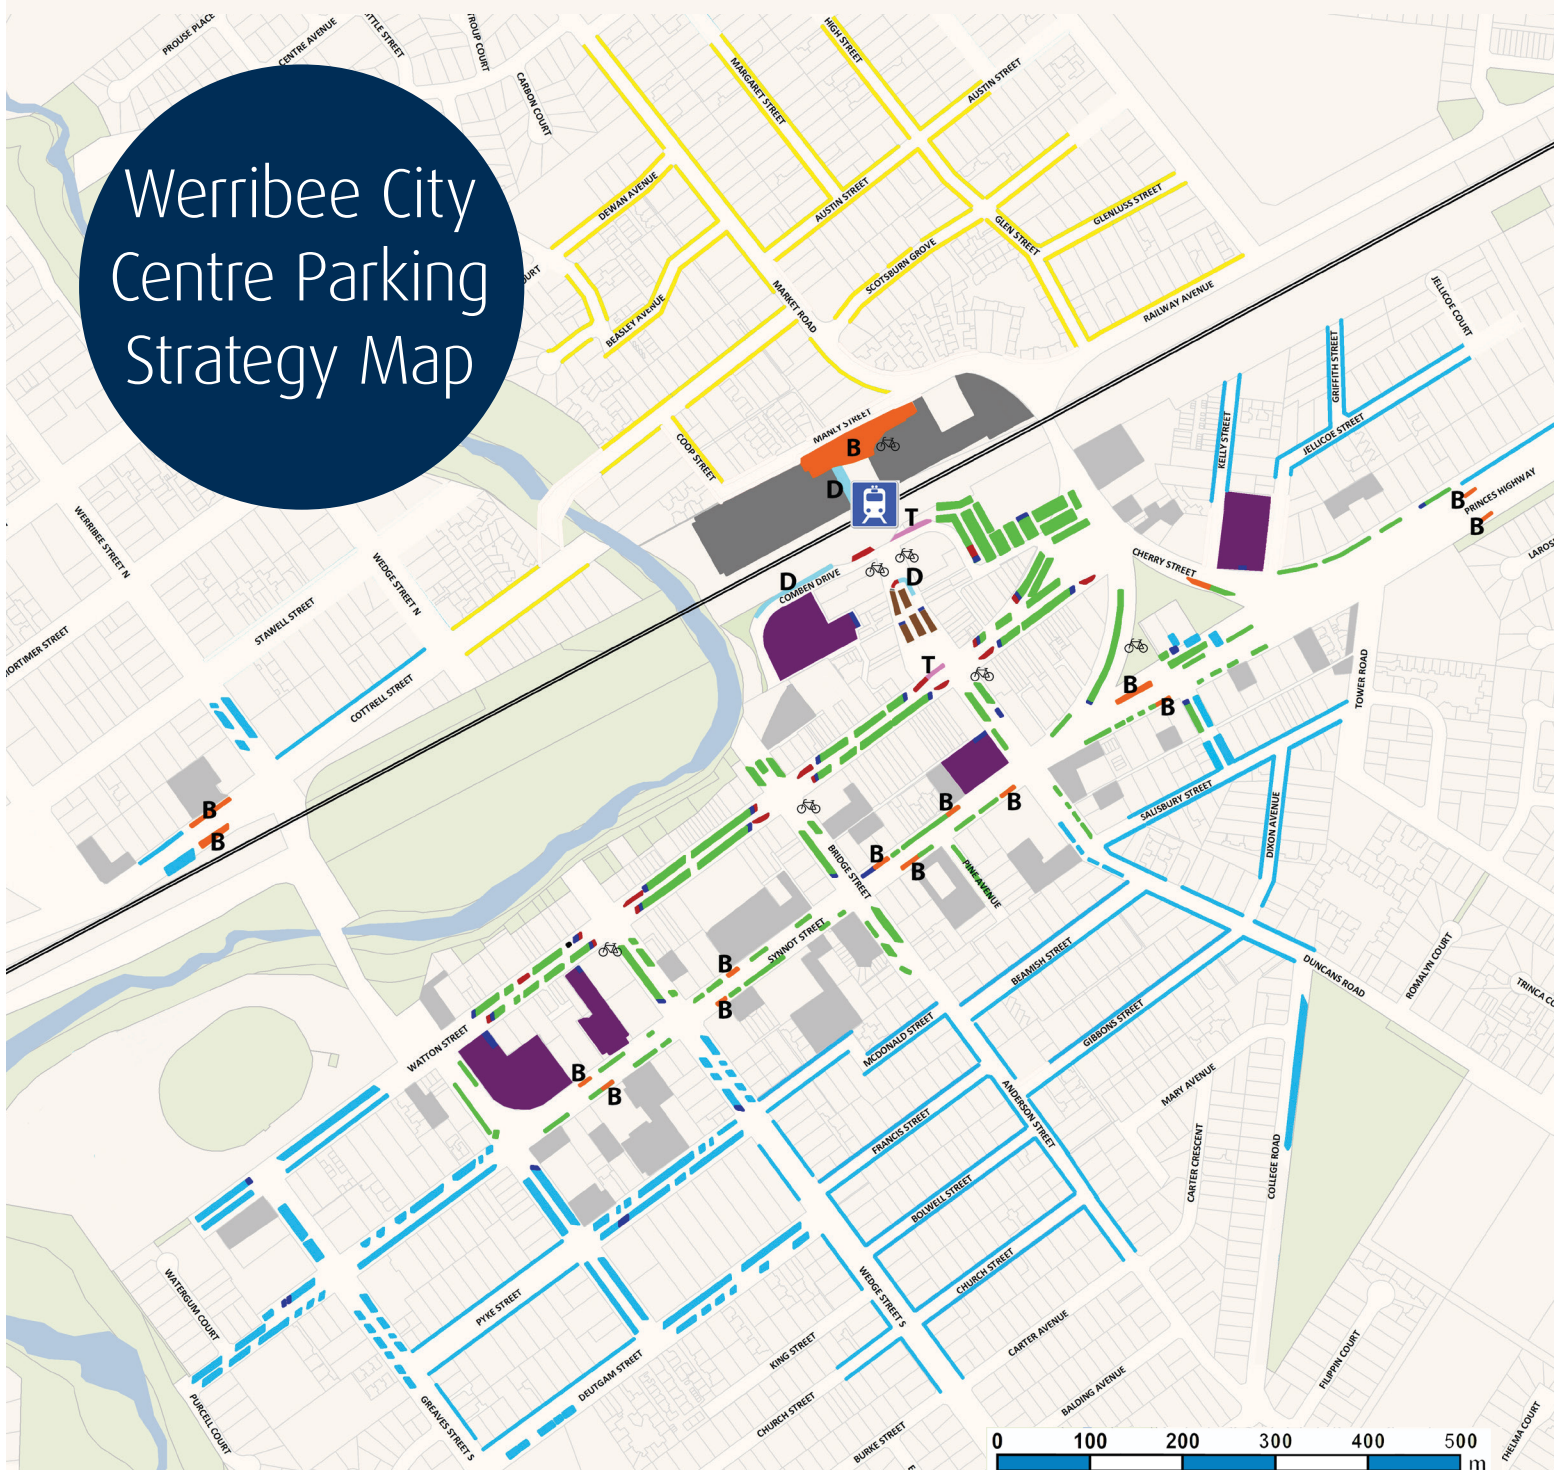 PROUSE PLACE
CENTRE AVENUE
CARBON COURT
Werribee City
Centre Parking
Strategy Map
HIGH STREET
MARGARET STREET
AUSTIN STREET
DEWAN AVENUE
AUSTIN STREET
GLENLUSS STREET
GLEN STREET
SCOTSBURN GROVE
BEASLEY AVENUE
MARKET ROAD
RAILWAY AVENUE
JELLICOE COURT
GRIFFITH STREET
KELLY STREET
JELLICOE STREET
MANLY STREET
B
COOP STREET
D
T
PRINCES HIGHWAY
B
B
WERRIBEE STREET N
WEDGE STREET N
CHERRY STREET
D
COMBEN DRIVE
D
STAWELL STREET
COTTRELL STREET
T
B
B
TOWER ROAD
B
B
B
B
B
B
SALISBURY STREET
DIXON AVENUE
BRIDGE STREET
PINE AVENUE
SYNNOT STREET
B
B
BEAMISH STREET
DUNCANS ROAD
ROMALYN COURT
WATTON STREET
MCDONALD STREET
GIBBONS STREET
B
B
MARY AVENUE
ANDERSON STREET
FRANCIS STREET
CARTER CRESCENT
COLLEGE ROAD
BOLWELL STREET
WATERGUM COURT
PYKE STREET
WEDGE STREET S
CHURCH STREET
KING STREET
CARTER AVENUE
DEUTGAM STREET
FILIPPIN COURT
BALDING AVENUE
PURCELL COURT
GREAVES STREET S
CHURCH STREET
BURKE STREET
THELMA COURT
0 100 200 300 400 500
m